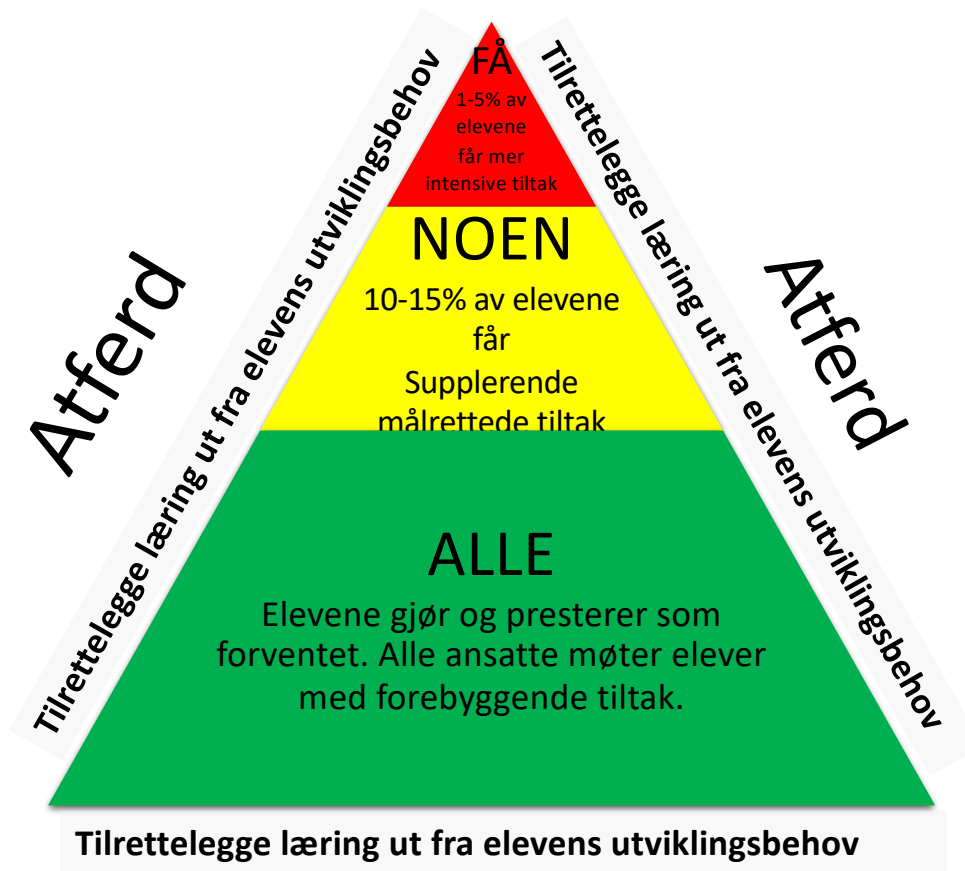 FÅ
1-5% av
elevene
får mer
intensive tiltak
NOEN
10-15% av elevene
får
Supplerende
målrettede tiltak
ALLE
Elevene gjør og presterer som
forventet. Alle ansatte møter elever
med forebyggende tiltak.
Atferd
Tilrettelegge læring ut fra elevens utviklingsbehov
Tilrettelegge læring ut fra elevens utviklingsbehov
Atferd
Tilrettelegge læring ut fra elevens utviklingsbehov